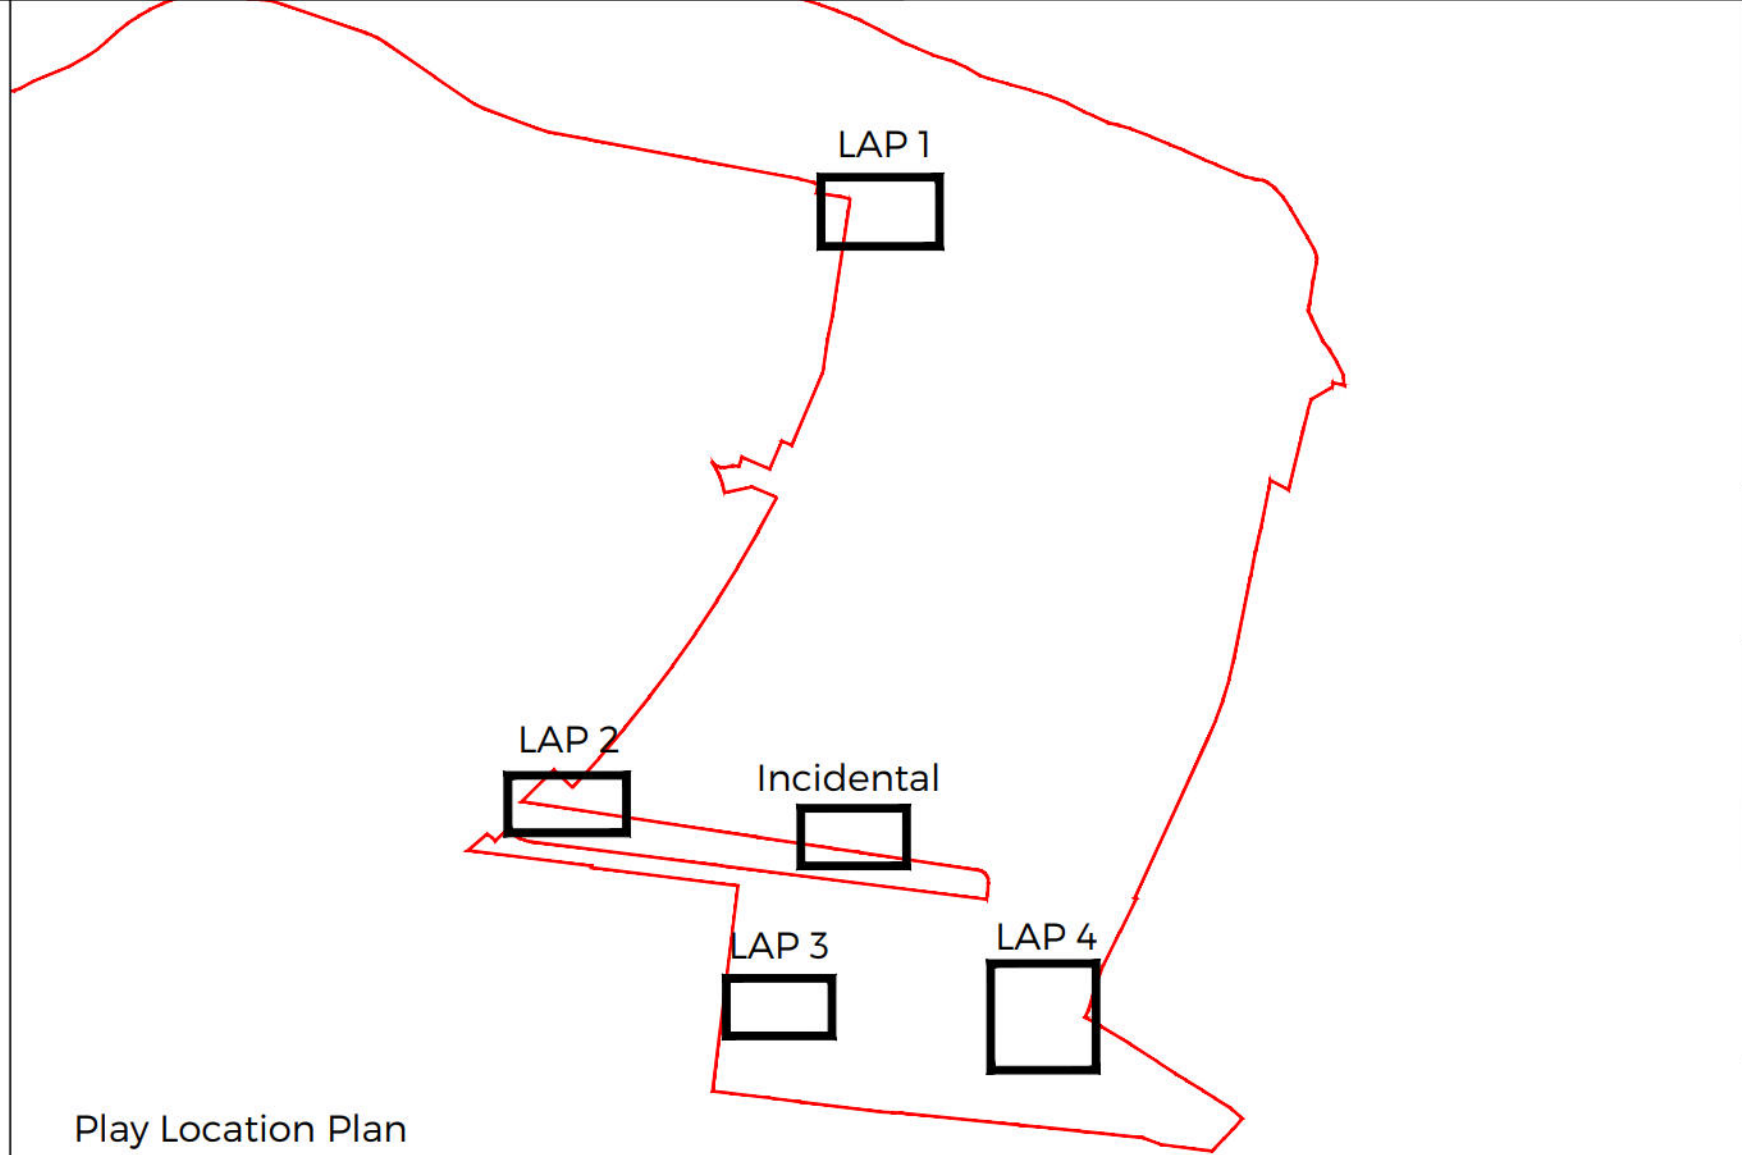 LAP 1
LAP 2
Incidental
LAP 3
LAP 4
Play Location Plan